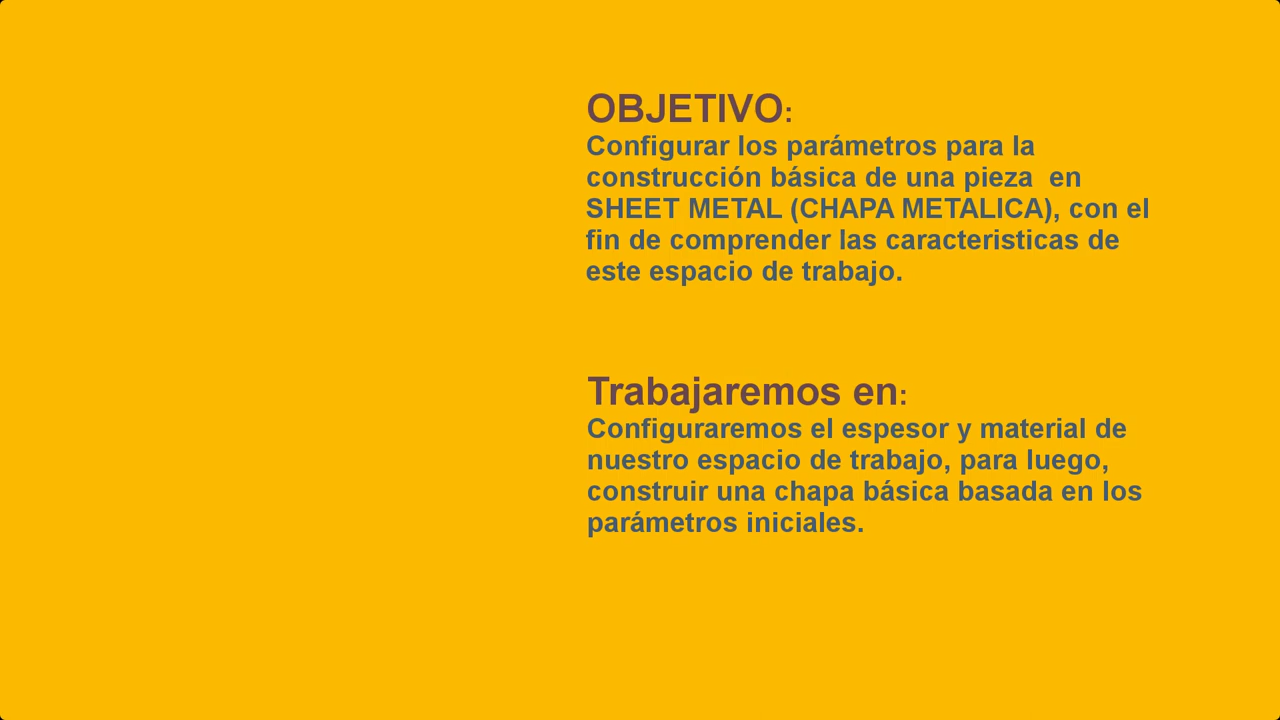 OBJETIVO:
Configurar los parámetros para la
construcción básica de una pieza  en
SHEET METAL (CHAPA METALICA), con el
fin de comprender las caracteristicas de
este espacio de trabajo.
Trabajaremos en:
Configuraremos el espesor y material de
nuestro espacio de trabajo, para luego,
construir una chapa básica basada en los
parámetros iniciales.